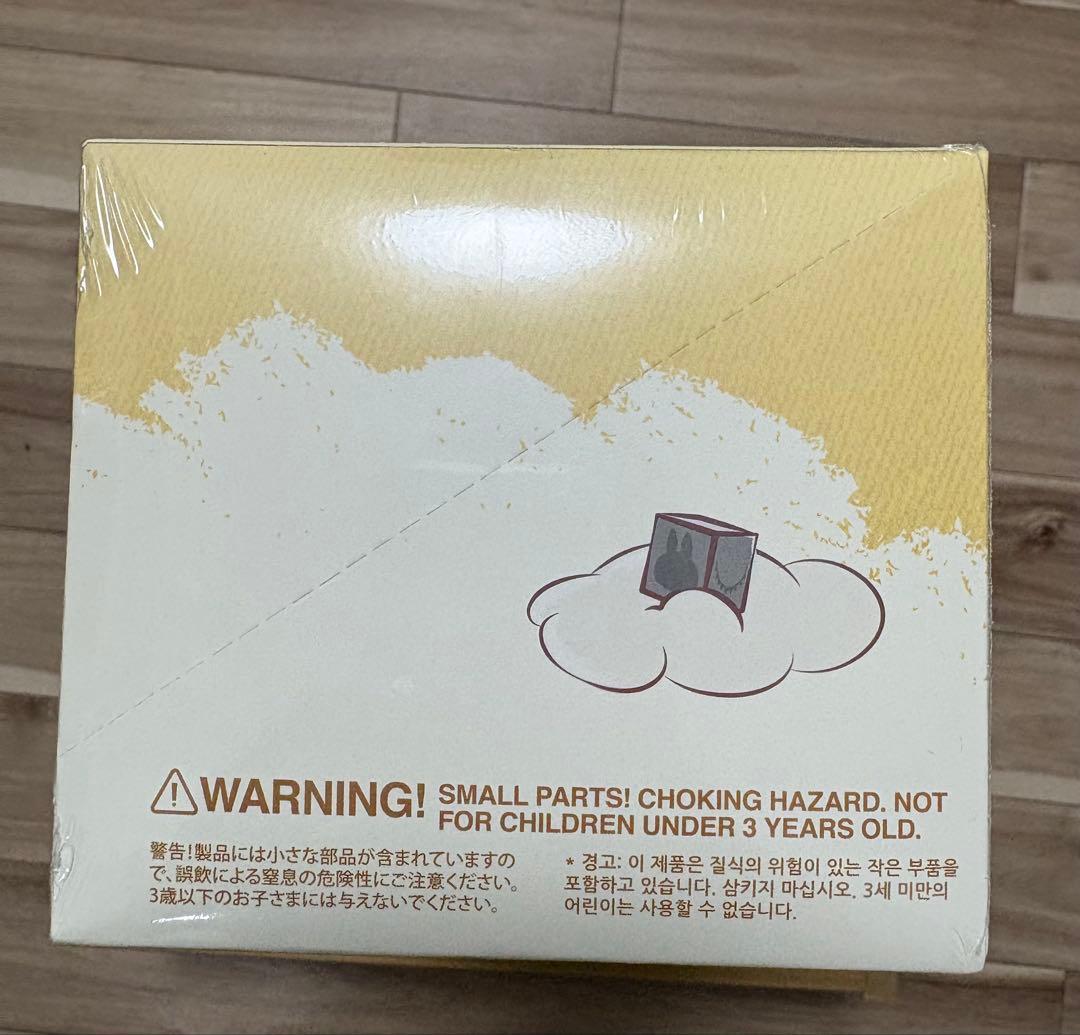 WARNING! SMALL PARTS! CHOKING HAZARD. NOT
FOR CHILDREN UNDER 3 YEARS OLD.
警告!製品には小さな部品が含まれていますの
で、誤飲による窒息の危険性にご注意ください。
3歳以下のお子さまには与えないでください。
* 경고: 이 제품은 질식의 위험이 있는 작은 부품을
포함하고 있습니다. 삼키지 마십시오. 3세 미만의
어린이는 사용할 수 없습니다.